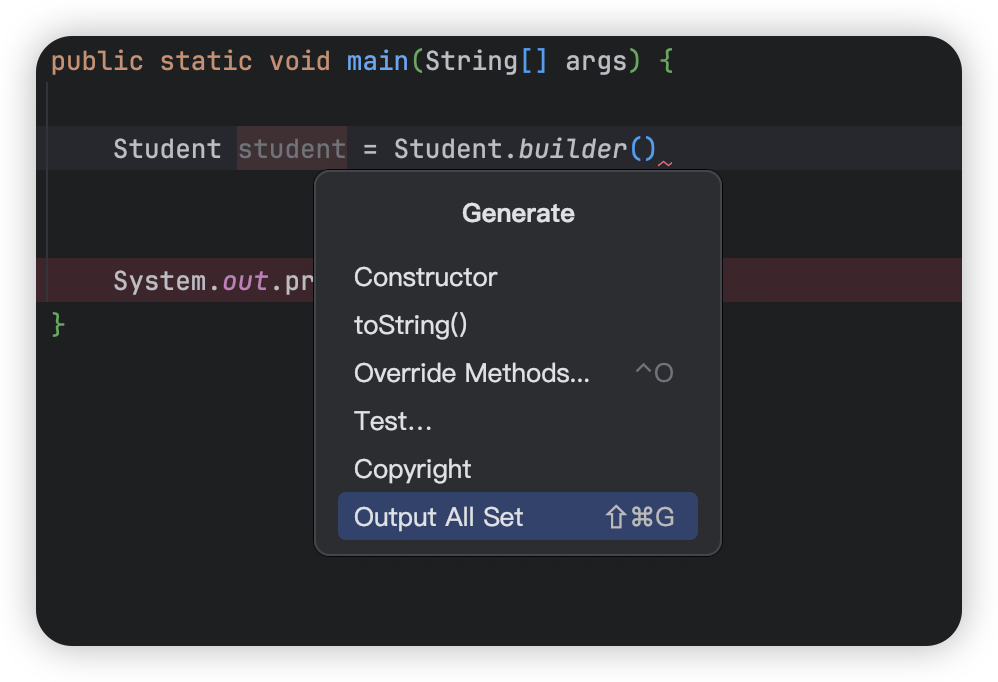 public static void main(String[] args) {
Student student = Student.builder()
Generate
Constructor
System.out.pr
toString()
}
Override Methods... ^O
Test...
Copyright
Output All Set ⇧⌘G